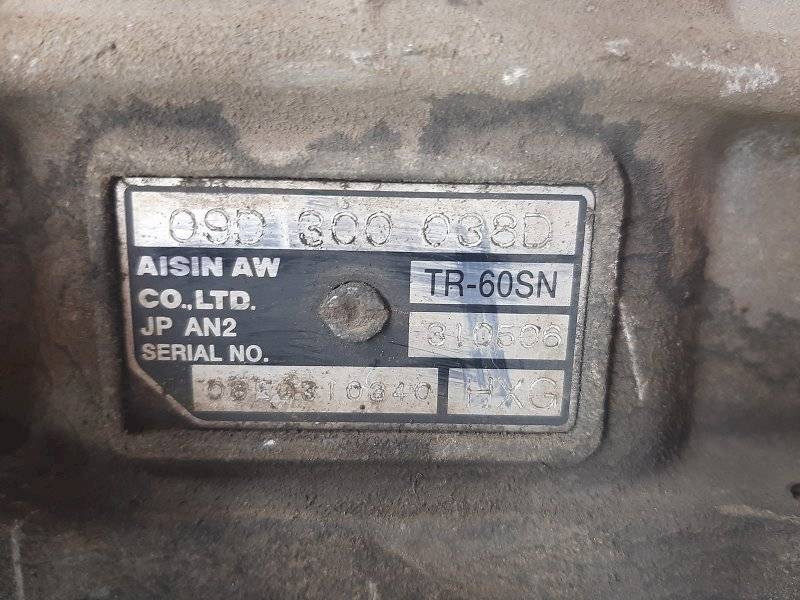 09D 300 038D
AISIN AW
CO.,LTD.
JP AN2
SERIAL NO.
TR-60SN
310506
HXG